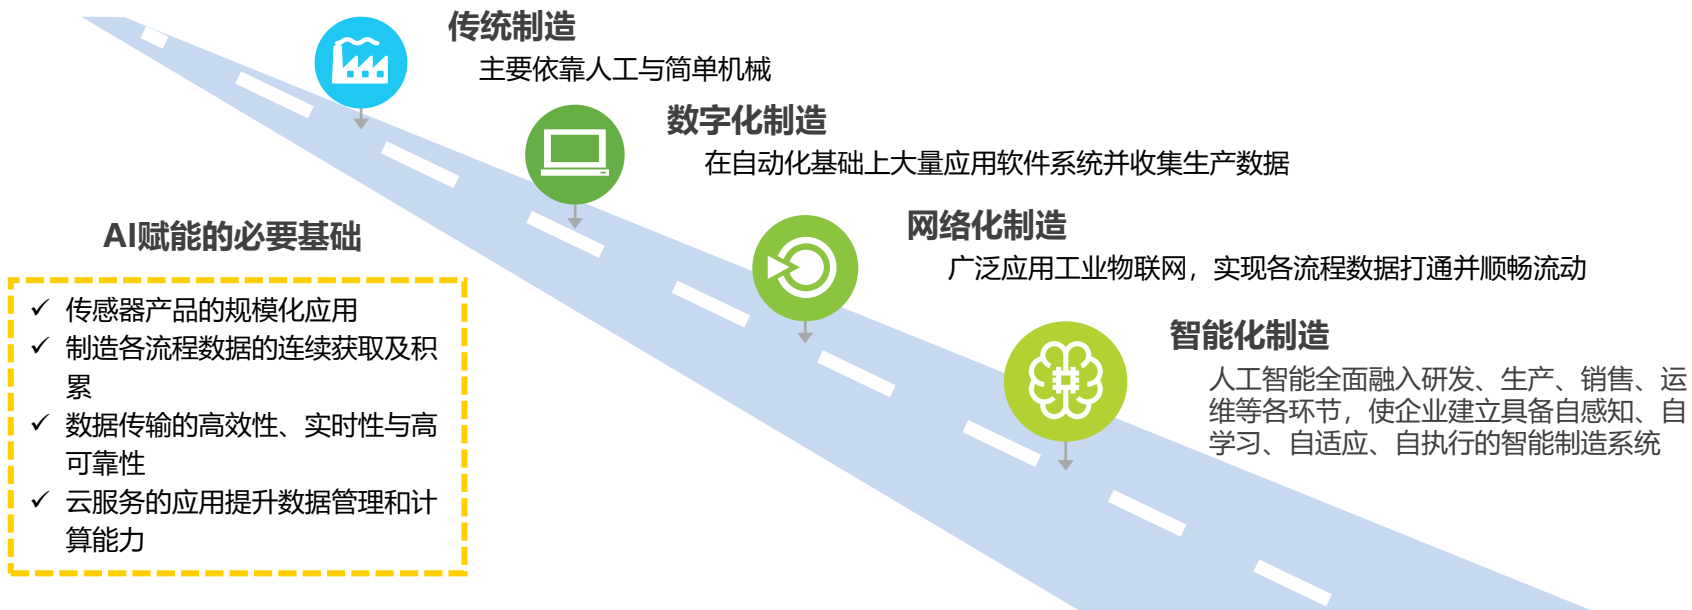 传统制造
主要依靠人工与简单机械
数字化制造
在自动化基础上大量应用软件系统并收集生产数据
网络化制造
广泛应用工业物联网，实现各流程数据打通并顺畅流动
智能化制造
人工智能全面融入研发、生产、销售、运
维等各环节，使企业建立具备自感知、自
学习、自适应、自执行的智能制造系统
AI赋能的必要基础
✓ 传感器产品的规模化应用
✓ 制造各流程数据的连续获取及积
累
✓ 数据传输的高效性、实时性与高
可靠性
✓ 云服务的应用提升数据管理和计
算能力